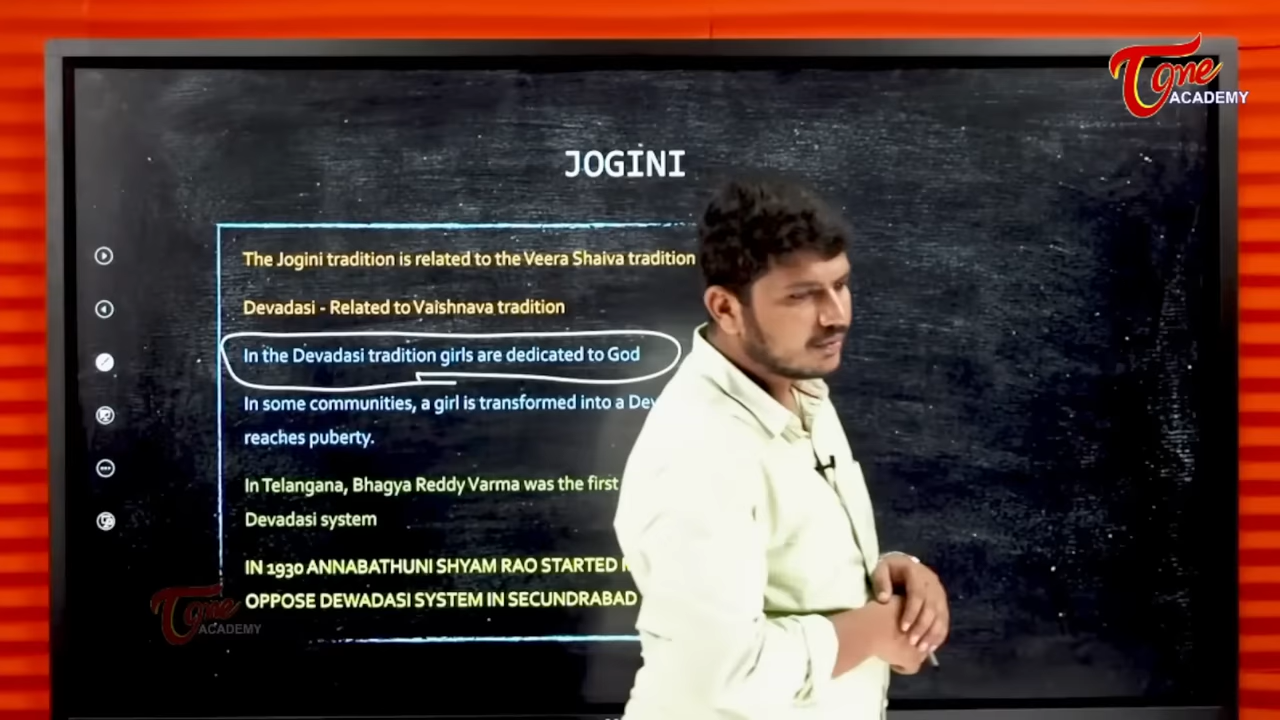 Tone
ACADEMY
JOGINI
The Jogini tradition is related to the Veera Shaiva tradition
Devadasi - Related to Vaishnava tradition
In the Devadasi tradition girls are dedicated to God
In some communities, a girl is transformed into a
reaches puberty.
In Telangana, Bhagya Reddy Varma was the first
Devadasi system
IN 1930 ANNABATHUNI SHYAM RAO STARTED
OPPOSE DEWADASI SYSTEM IN SECUNDRABAD
Tone
ACADEMY